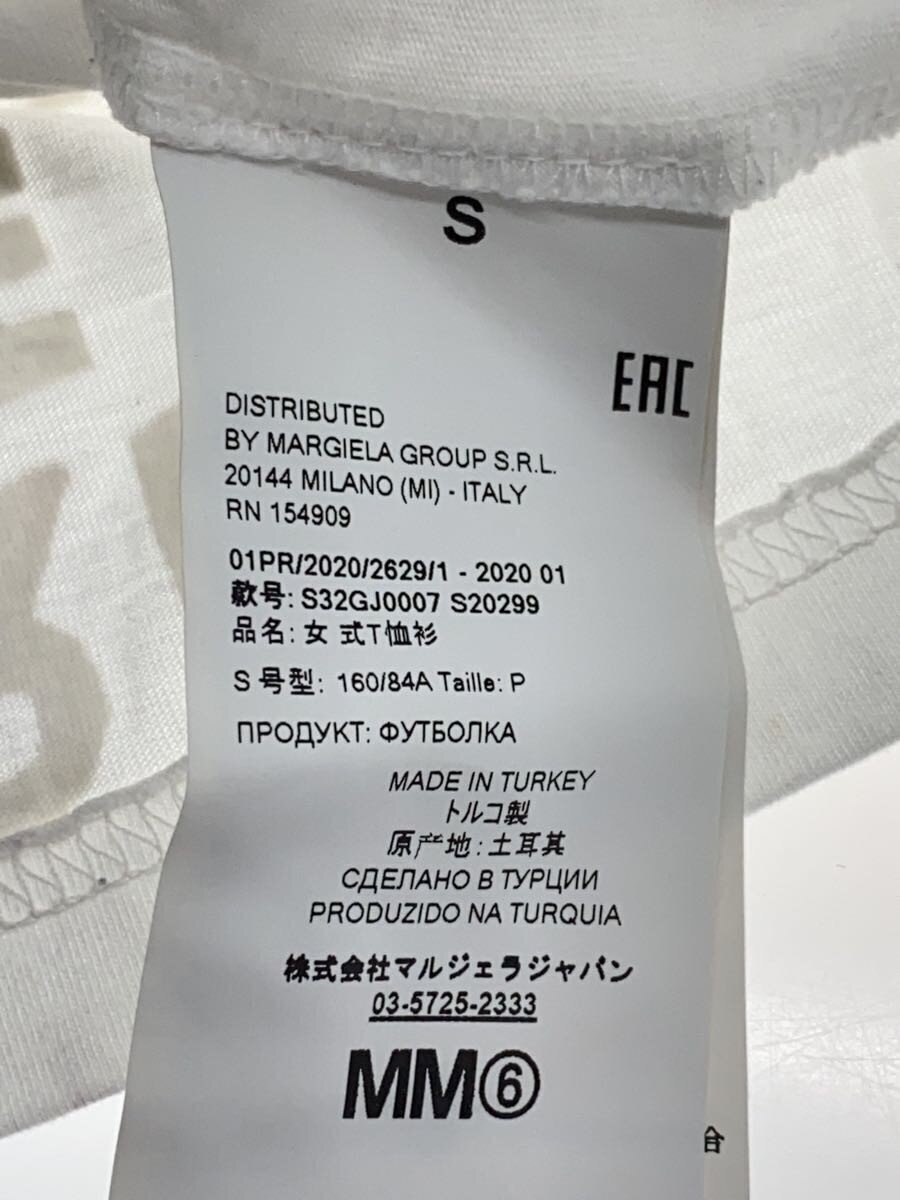 S
EAC
DISTRIBUTED
BY MARGIELA GROUP S.R.L.
20144 MILANO (MI) - ITALY
RN 154909
01PR/2020/2629/1 - 2020 01
款号: S32GJ0007 S20299
品名: 女 式T恤衫
S 号型: 160/84A Taille: P
ПРОДУКТ: ФУТБОЛКА
MADE IN TURKEY
トルコ製
原产地: 土耳其
СДЕЛАНО В ТУРЦИИ
PRODUZIDO NA TURQUIA
株式会社マルジェラジャパン
03-5725-2333
MM⑥